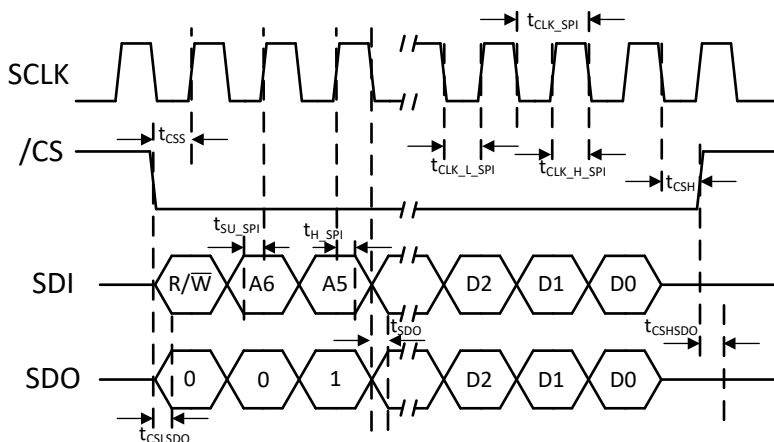 t_CLK_SPI
SCLK
t_CSS
/CS
t_CLK_L_SPI
t_CLK_H_SPI
t_CSH
t_SU_SPI
t_H_SPI
SDI
R/W̅
A6
A5
D2
D1
D0
t_SDO
t_CSHSDO
SDO
0
0
1
D2
D1
D0
t_CSLSDO